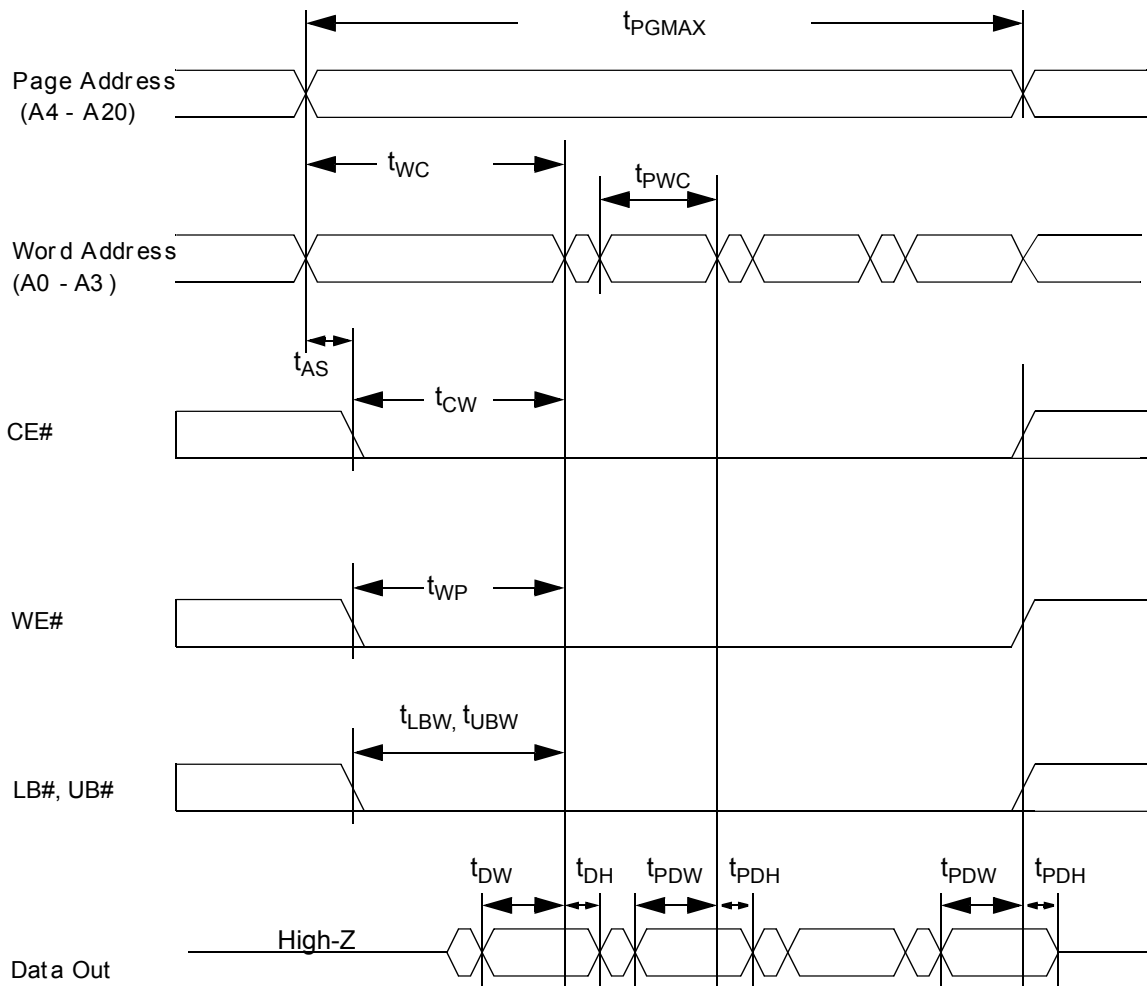 tPGMAX
Page Address
(A4 - A20)
tWC
tPWC
Word Address
(A0 - A3 )
tAS
tCW
CE#
tWP
WE#
tLBW, tUBW
LB#, UB#
tDW
tDH
tPDW
tPDH
tPDW
tPDH
High-Z
Data Out